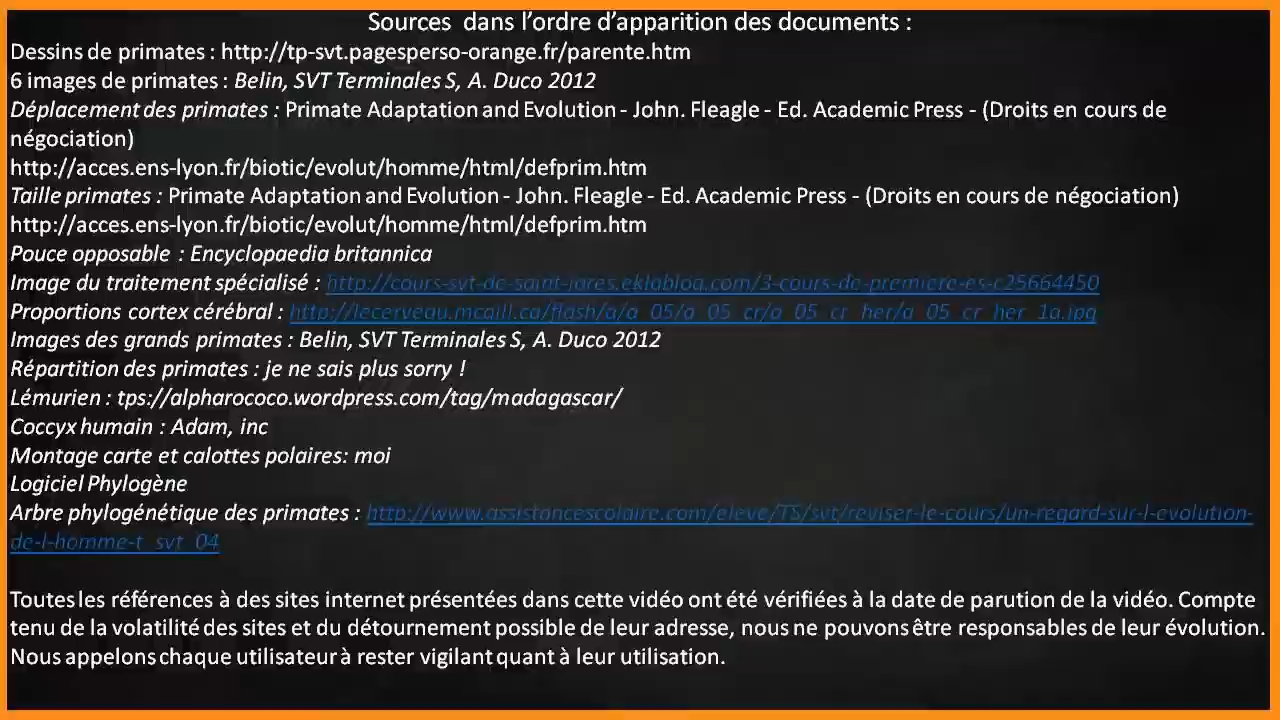 Sources dans l’ordre d’apparition des documents :
Dessins de primates : http://tp-svt.pagesperso-orange.fr/parente.htm
6 images de primates : Belin, SVT Terminales S, A. Duco 2012
Déplacement des primates : Primate Adaptation and Evolution - John. Fleagle - Ed. Academic Press - (Droits en cours de
négociation)
http://acces.ens-lyon.fr/biotic/evolut/homme/html/defprim.htm
Taille primates : Primate Adaptation and Evolution - John. Fleagle - Ed. Academic Press - (Droits en cours de négociation)
http://acces.ens-lyon.fr/biotic/evolut/homme/html/defprim.htm
Pouce opposable : Encyclopaedia britannica
Image du traitement spécialisé : http://cours-svt-de-saint-jores.eklablog.com/3-cours-de-premiere-es-c25664450
Proportions cortex cérébral : http://lecerveau.mcgill.ca/flash/a/a_05/a_05_cr/a_05_cr_her/a_05_cr_her_1a.jpg
Images des grands primates : Belin, SVT Terminales S, A. Duco 2012
Répartition des primates : je ne sais plus sorry !
Lémurien : tps://alpharococo.wordpress.com/tag/madagascar/
Coccyx humain : Adam, inc
Montage carte et calottes polaires: moi
Logiciel Phylogène
Arbre phylogénétique des primates : http://www.assistancescolaire.com/eleve/TS/svt/reviser-le-cours/un-regard-sur-l-evolution-
de-l-homme-t_svt_04
Toutes les références à des sites internet présentées dans cette vidéo ont été vérifiées à la date de parution de la vidéo. Compte
tenu de la volatilité des sites et du détournement possible de leur adresse, nous ne pouvons être responsables de leur évolution.
Nous appelons chaque utilisateur à rester vigilant quant à leur utilisation.